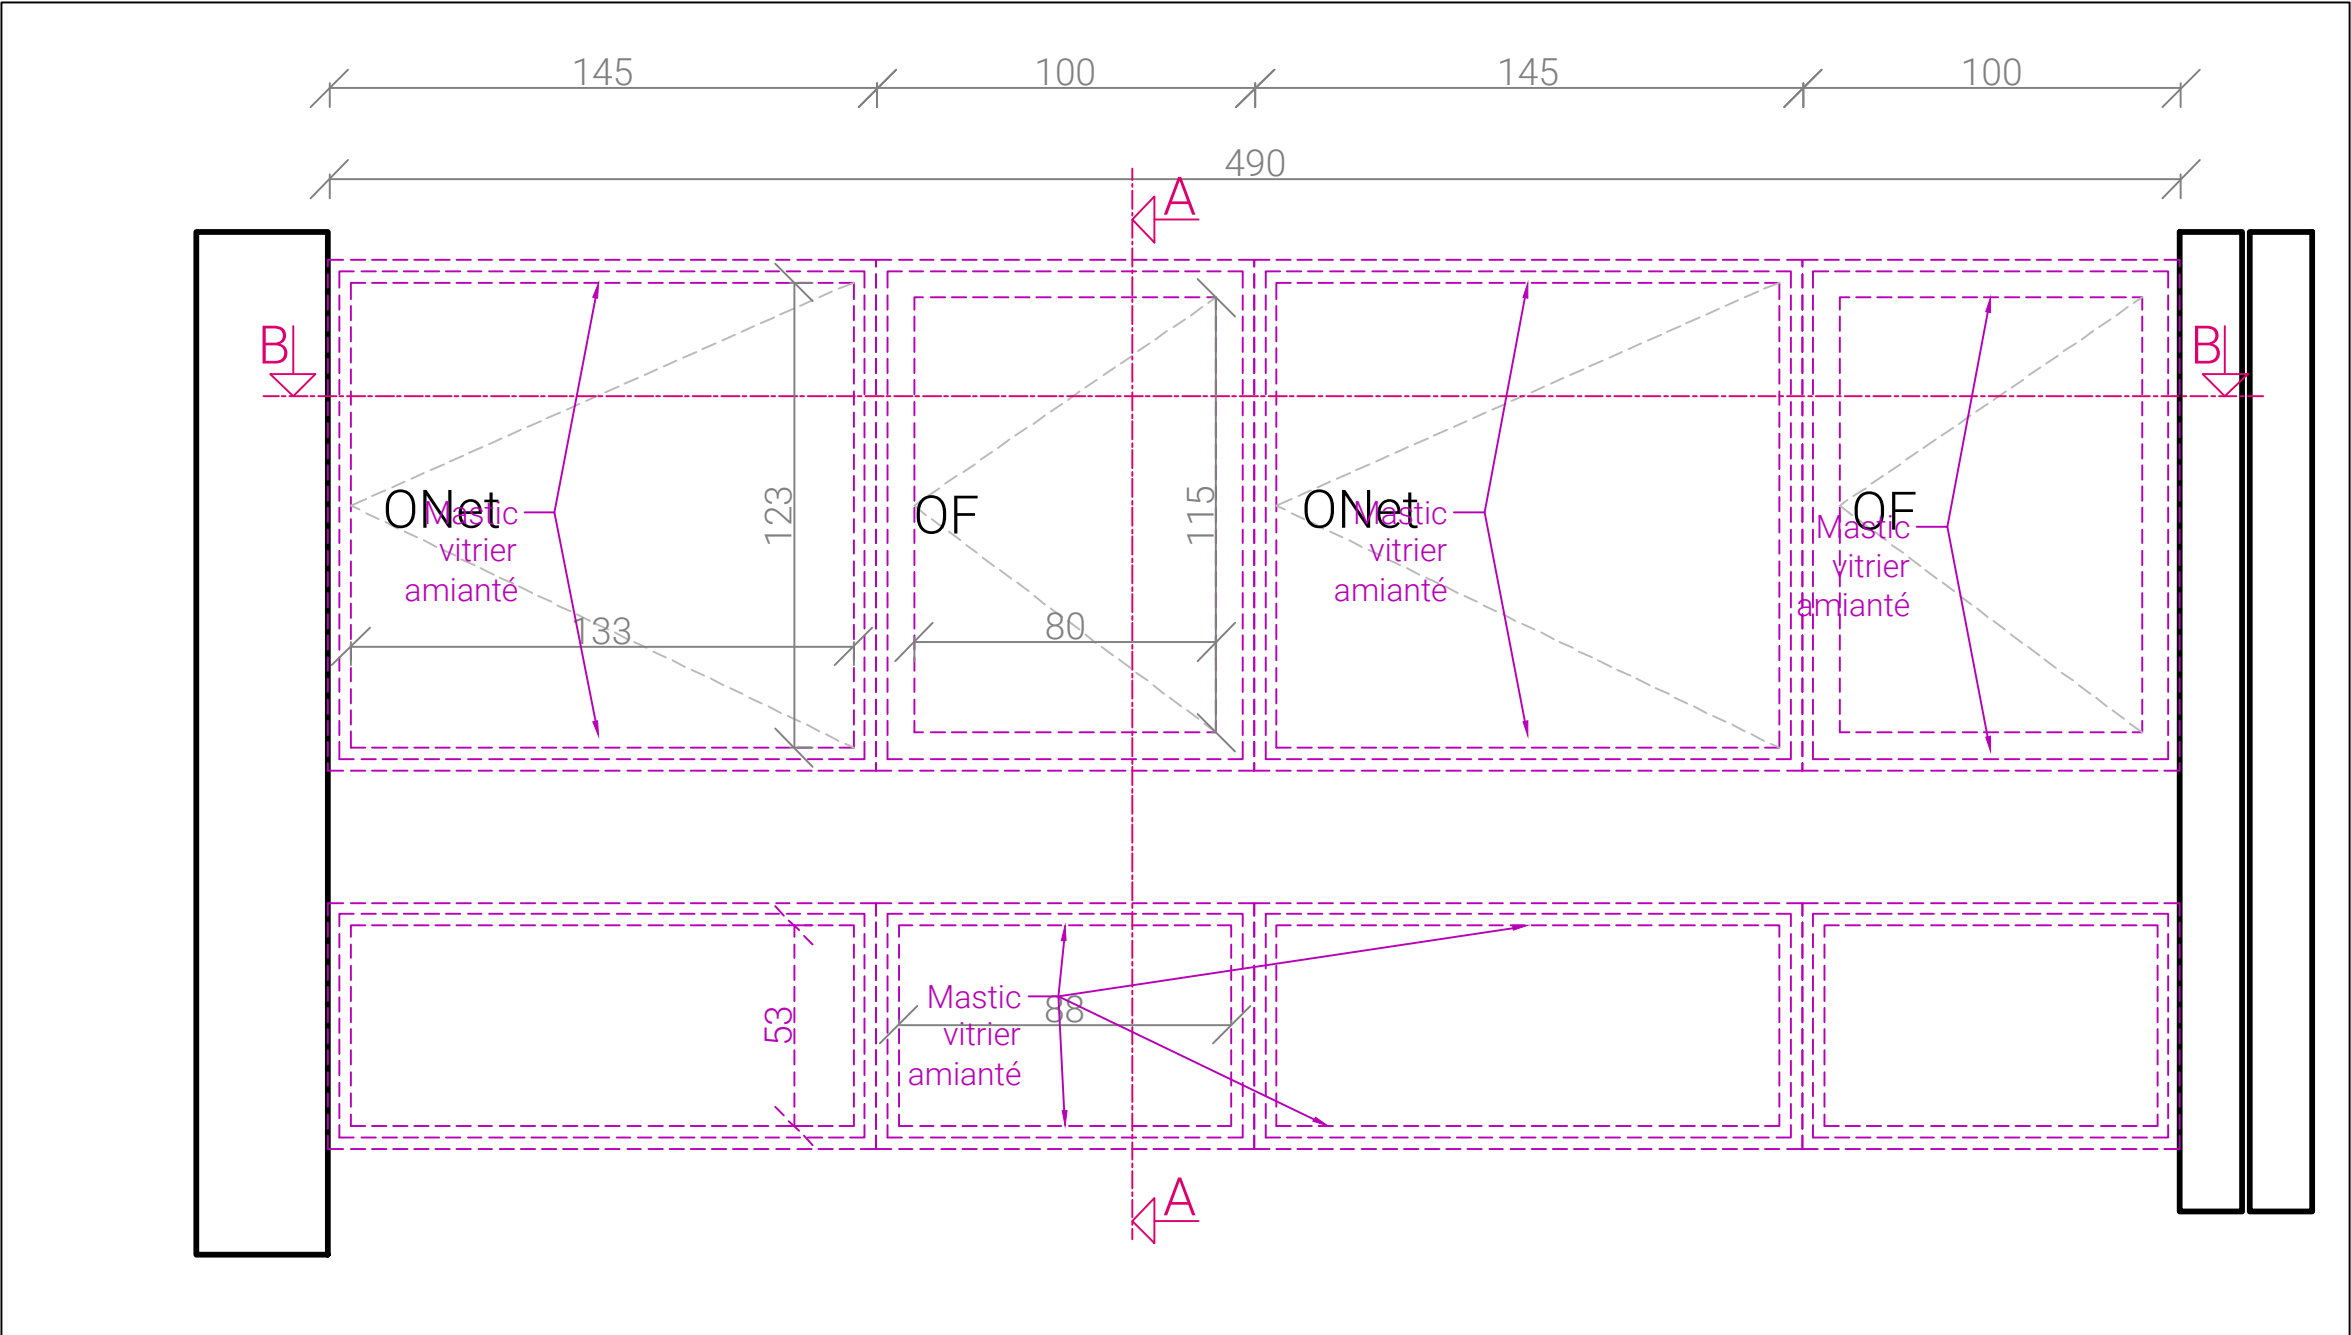 145
100
145
100
490
A
B
B
ONet
Mastic
vitrier
amianté
123
133
OF
115
80
ONet
Mastic
vitrier
amianté
OF
Mastic
vitrier
amianté
53
Mastic
vitrier
amianté
88
A